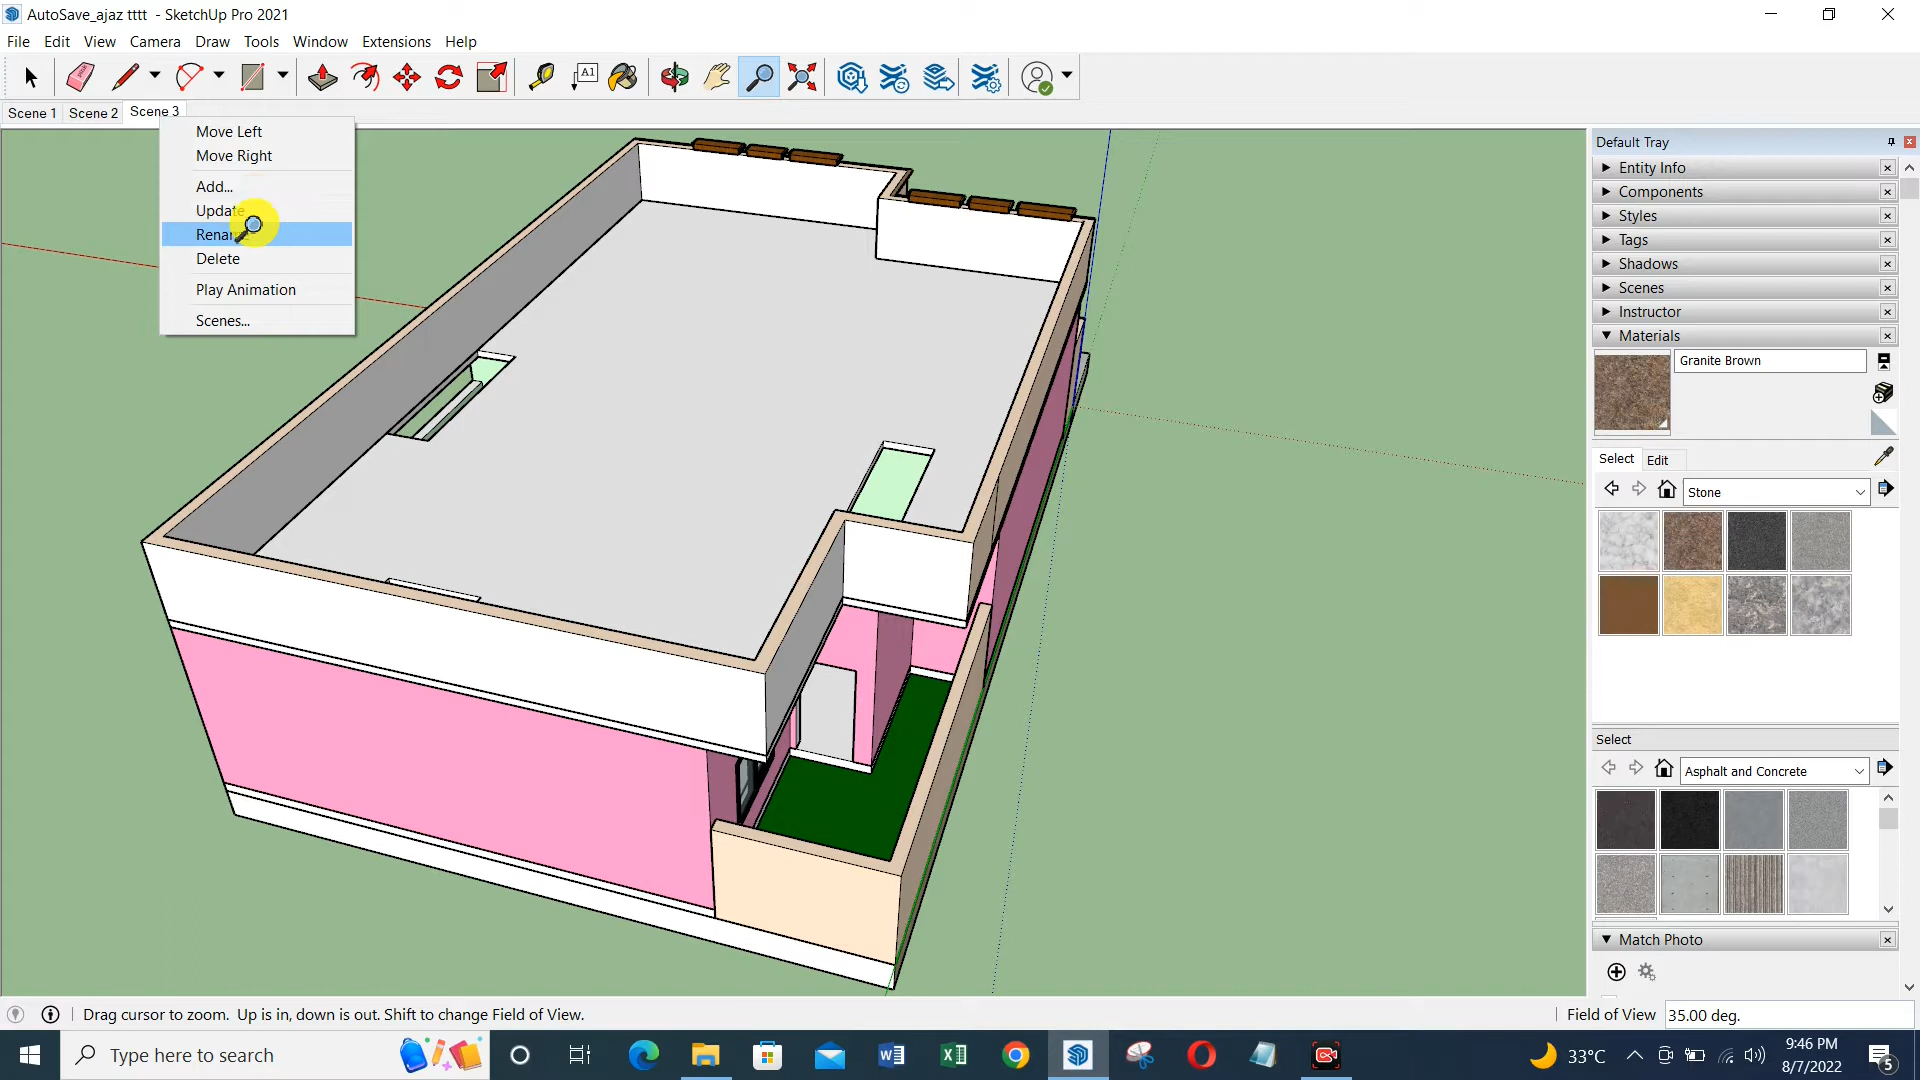 AutoSave_ajaz tttt - SketchUp Pro 2021
File Edit View Camera Draw Tools Window Extensions Help
A1
Scene 1 Scene 2 Scene 3
Move Left
Move Right
Add...
Update
Delete
Play Animation
Scenes...
Default Tray
Entity Info
Components
Styles
Tags
Shadows
Scenes
Instructor
Materials
Granite Brown
Select Edit
Stone
Select
Asphalt and Concrete
Match Photo
Drag cursor to zoom. Up is in, down is out. Shift to change Field of View.
Field of View 35.00 deg.
Type here to search
33°C
9:46 PM
8/7/2022
5